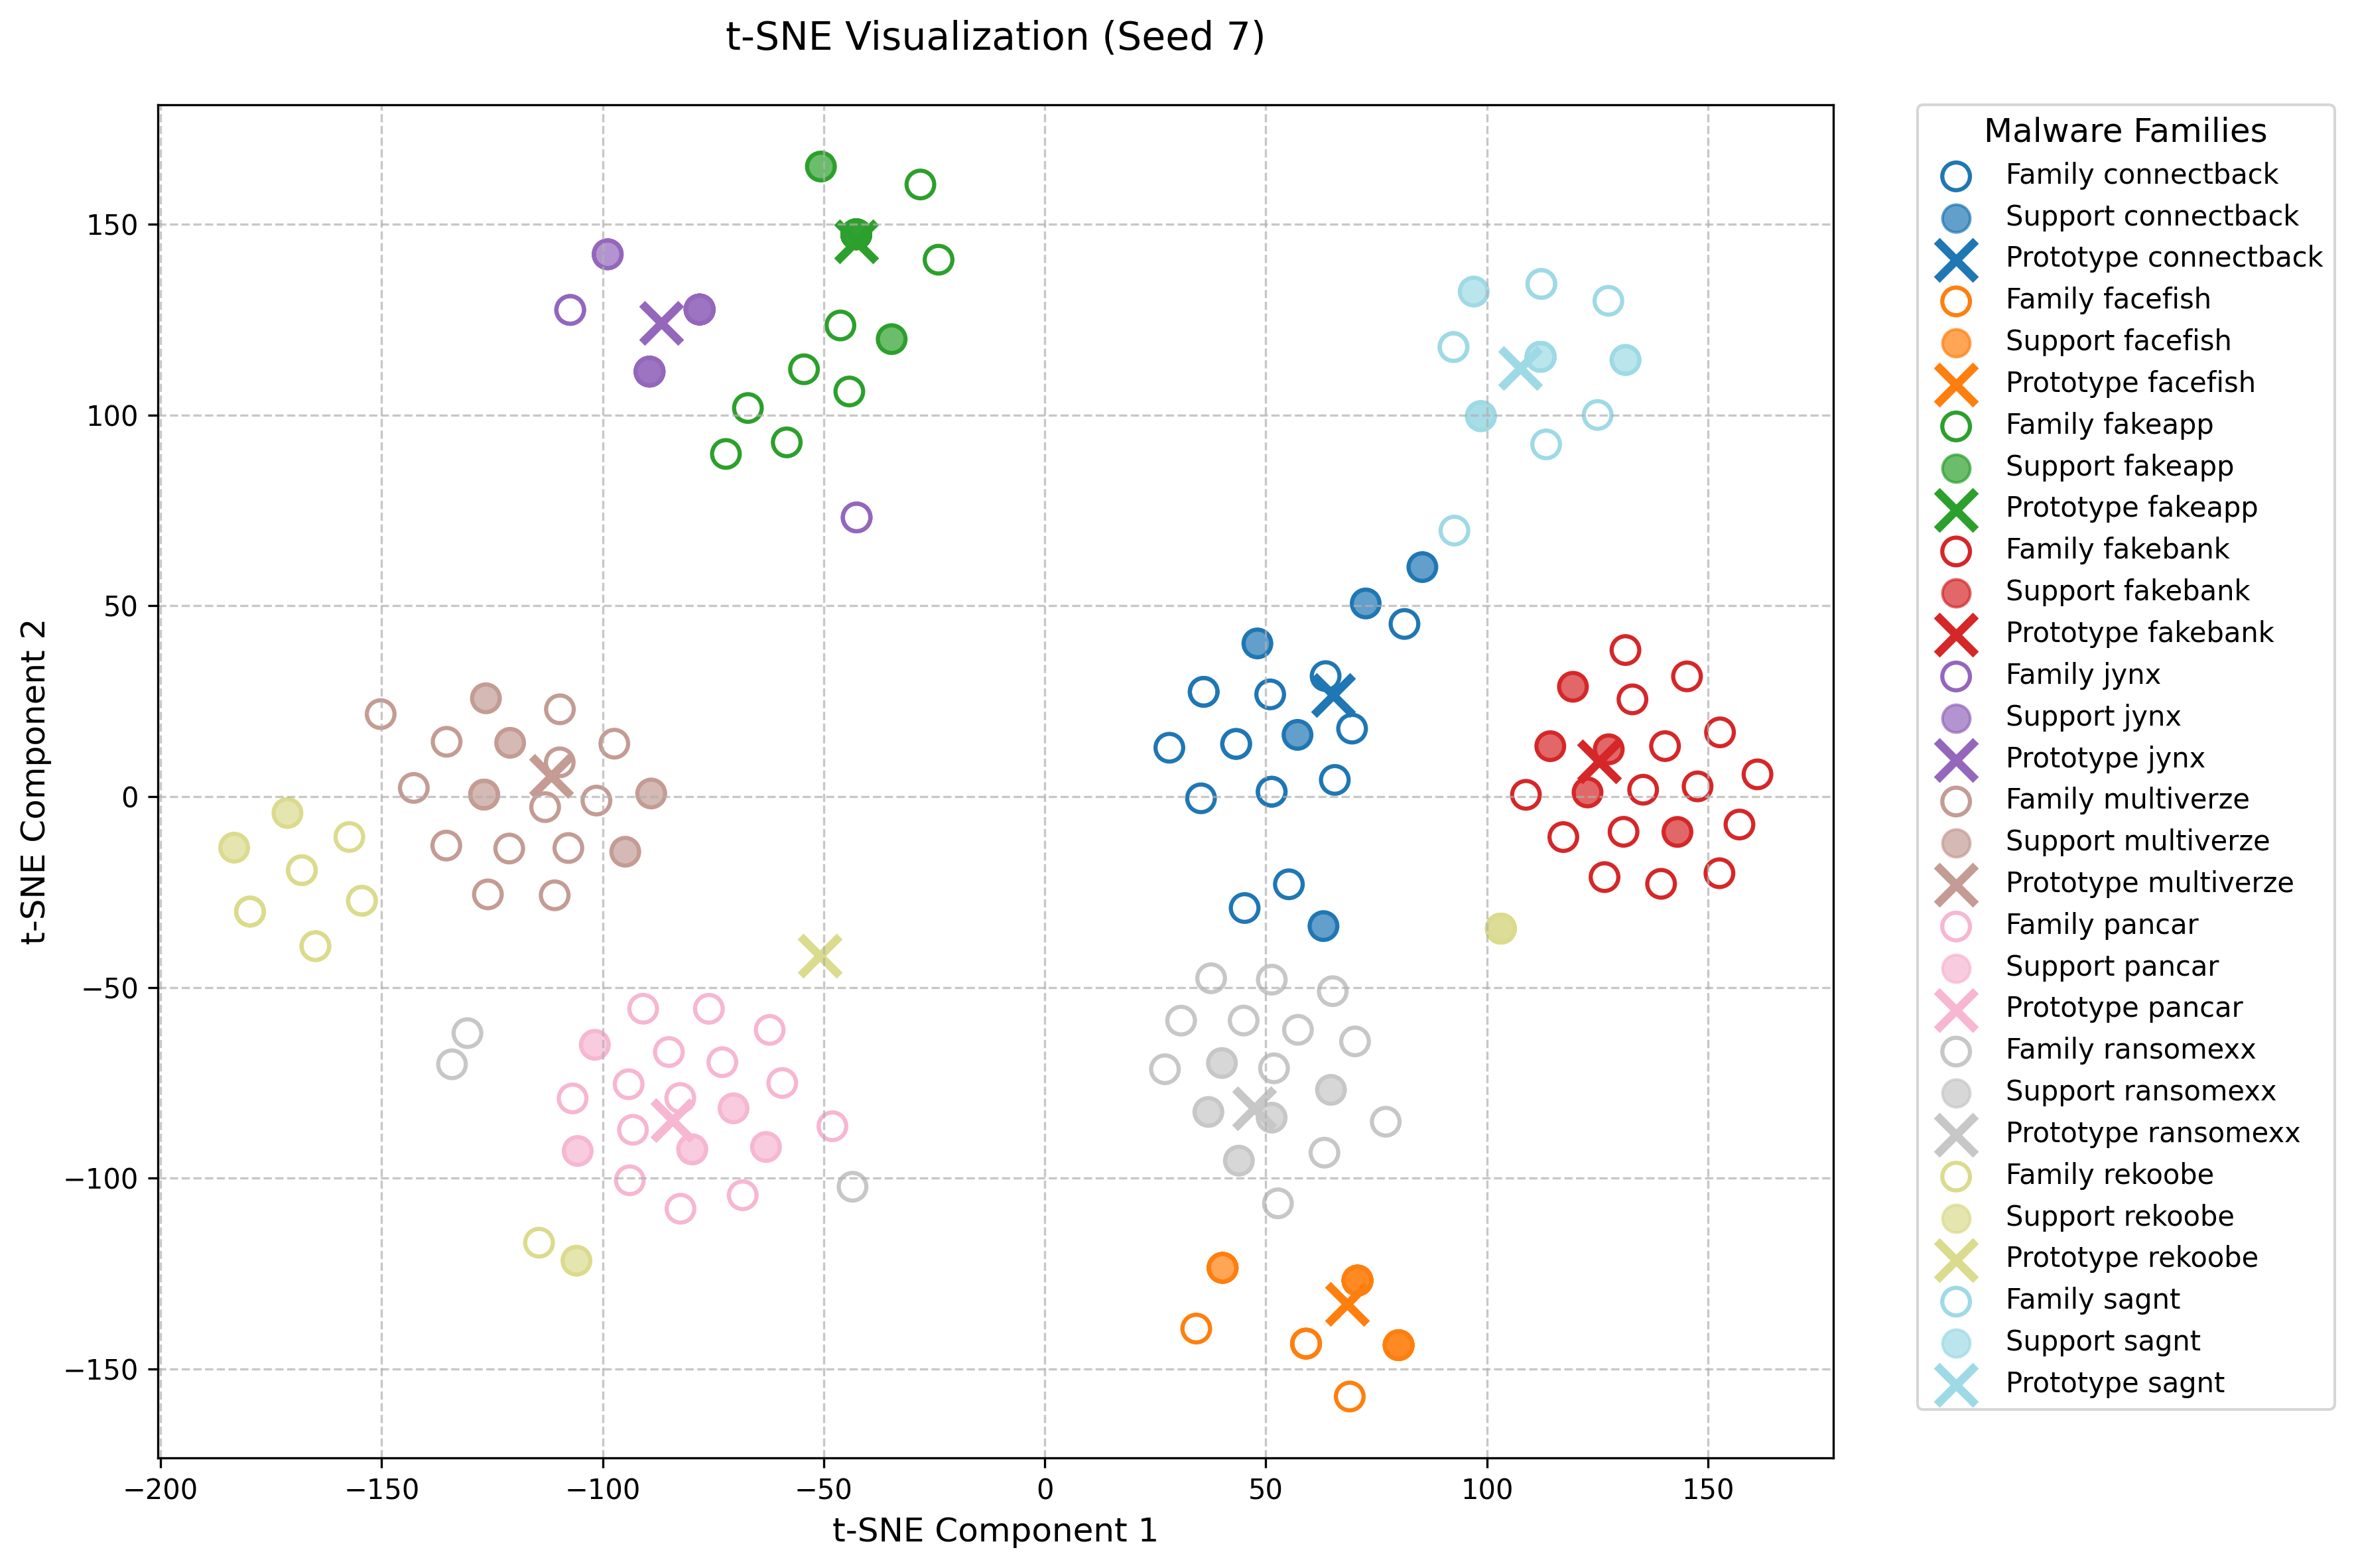 t-SNE Visualization (Seed 7)
t-SNE Component 2
150
100
50
0
−50
−100
−150
−200
−150
−100
−50
0
50
100
150
t-SNE Component 1
Malware Families
Family connectback
Support connectback
Prototype connectback
Family facefish
Support facefish
Prototype facefish
Family fakeapp
Support fakeapp
Prototype fakeapp
Family fakebank
Support fakebank
Prototype fakebank
Family jynx
Support jynx
Prototype jynx
Family multiverze
Support multiverze
Prototype multiverze
Family pancar
Support pancar
Prototype pancar
Family ransomexx
Support ransomexx
Prototype ransomexx
Family rekoobe
Support rekoobe
Prototype rekoobe
Family sagnt
Support sagnt
Prototype sagnt